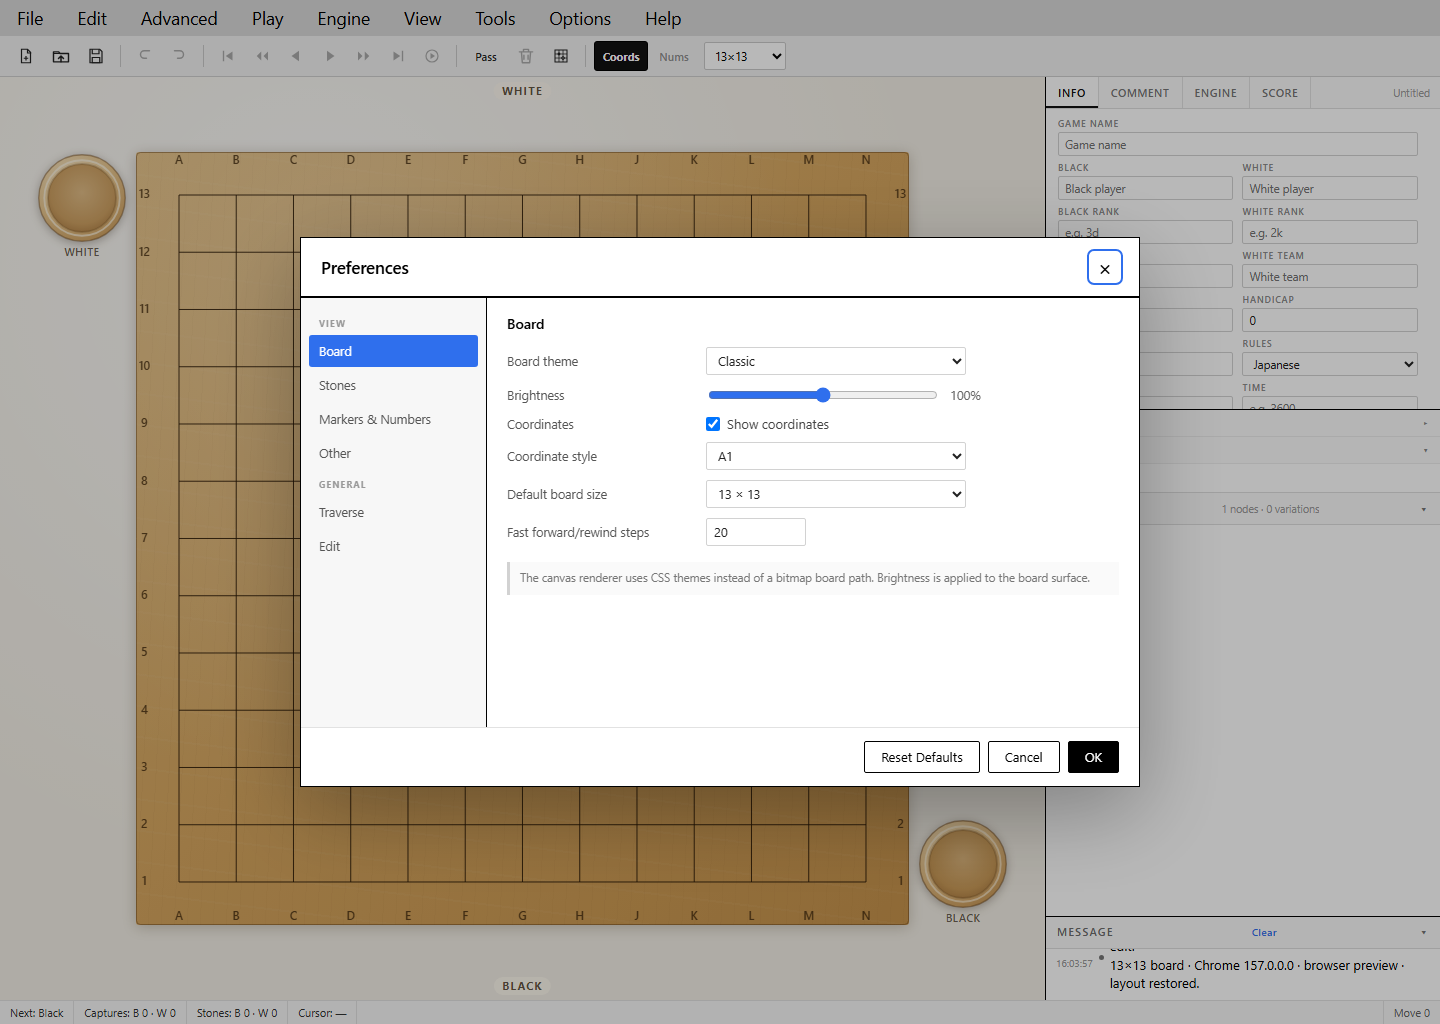 File Edit Advanced Play Engine View Tools Options Help
Pass Coords Nums 13×13
WHITE
INFO COMMENT ENGINE SCORE Untitled
GAME NAME
Game name
BLACK WHITE
Black player White player
BLACK RANK WHITE RANK
e.g. 3d e.g. 2k
WHITE TEAM
White team
HANDICAP
0
RULES
Japanese
TIME
e.g. 3600
1 nodes · 0 variations
WHITE
A B C D E F G H J K L M N
13 13
12
11
10
9
8
7
6
5
4
3
2 2
1 1
A B C D E F G H J K L M N
BLACK
BLACK
Preferences
VIEW
Board
Stones
Markers & Numbers
Other
GENERAL
Traverse
Edit
Board
Board theme Classic
Brightness 100%
Coordinates Show coordinates
Coordinate style A1
Default board size 13 × 13
Fast forward/rewind steps 20
The canvas renderer uses CSS themes instead of a bitmap board path. Brightness is applied to the board surface.
Reset Defaults Cancel OK
MESSAGE Clear
16:03:57 13×13 board · Chrome 157.0.0.0 · browser preview ·
layout restored.
Next: Black Captures: B 0 · W 0 Stones: B 0 · W 0 Cursor: — Move 0